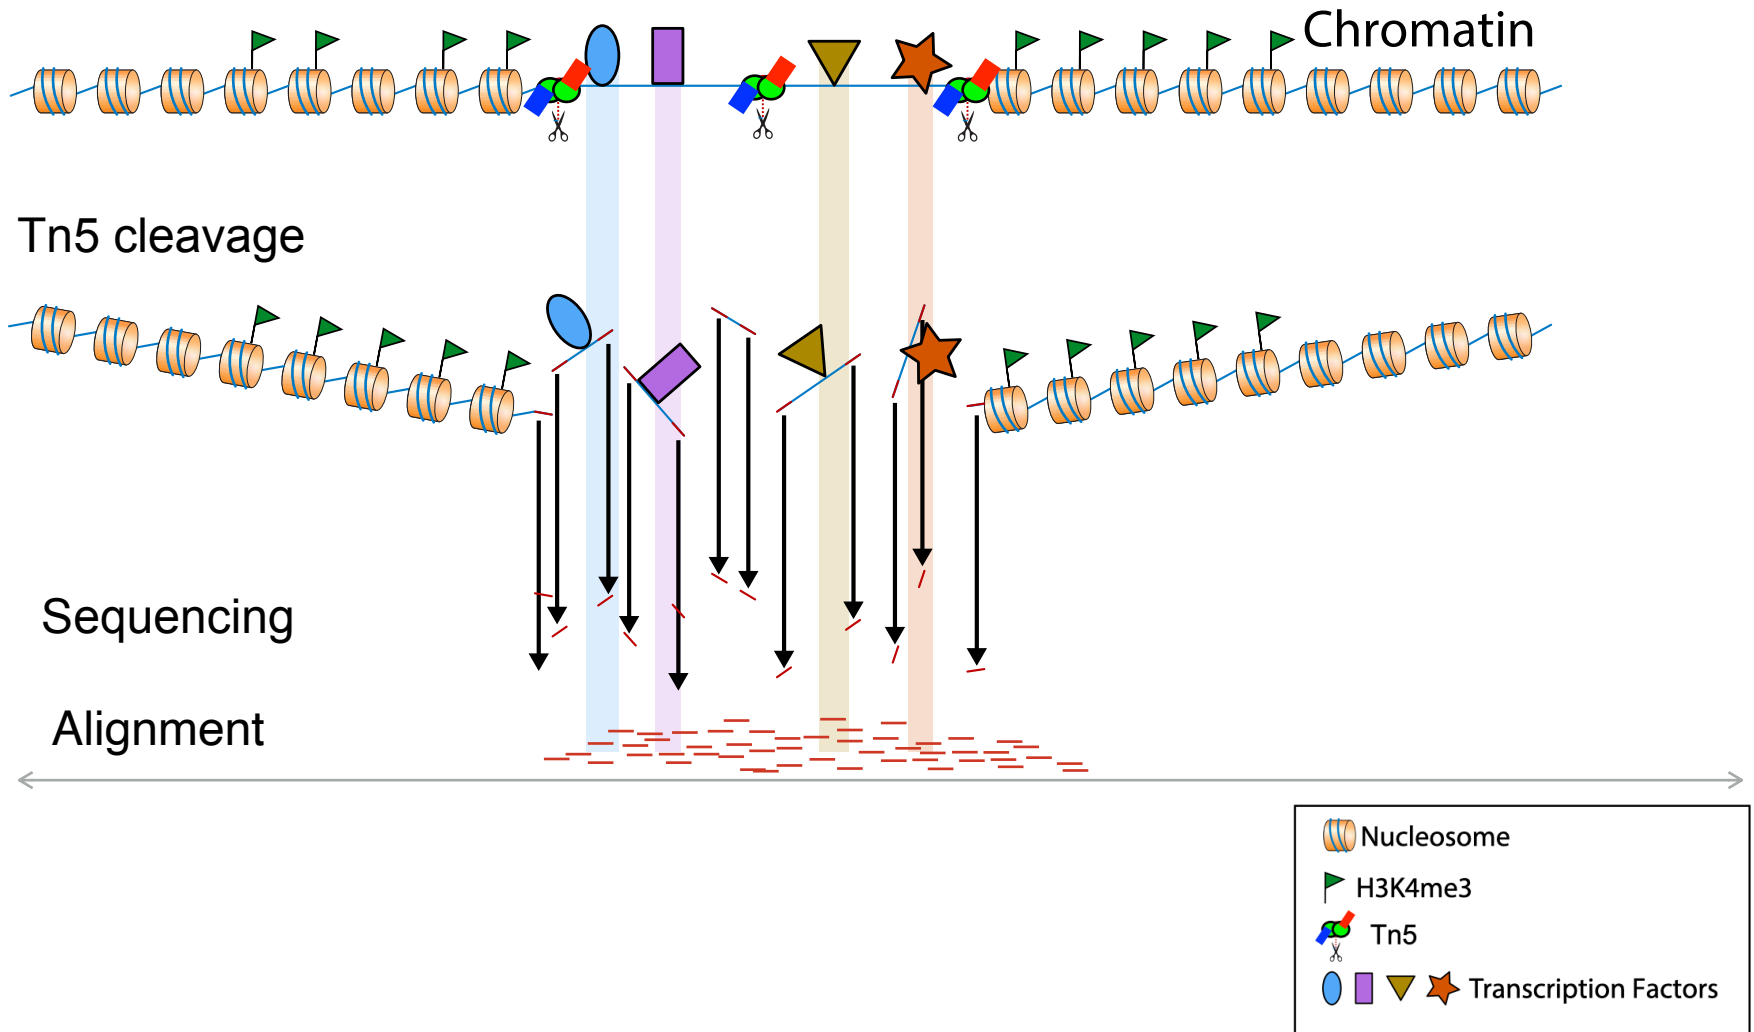 Chromatin
Tn5 cleavage
Sequencing
Alignment
Nucleosome
H3K4me3
Tn5
Transcription Factors